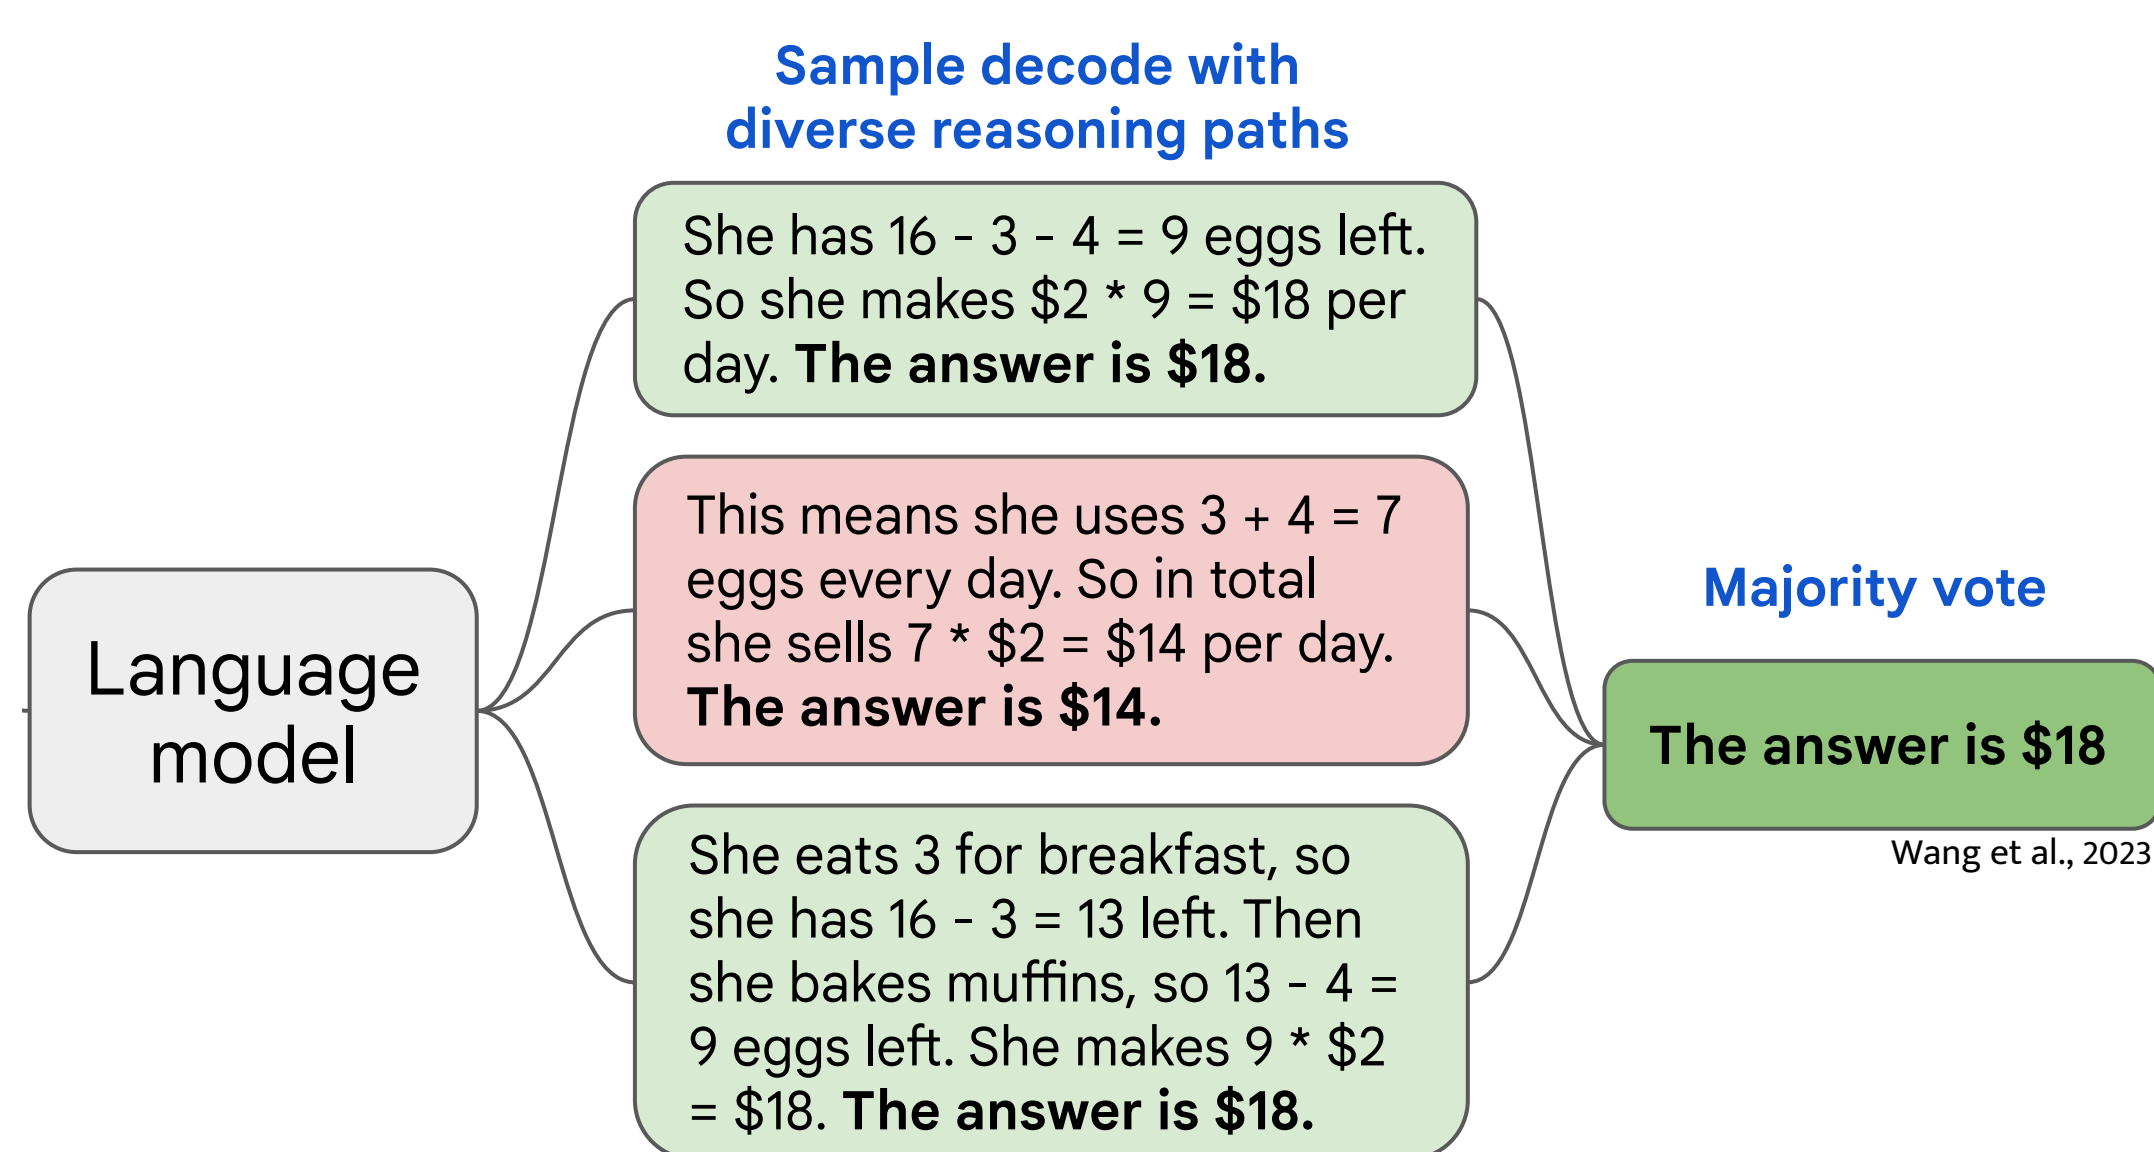 Sample decode with
diverse reasoning paths
She has 16 - 3 - 4 = 9 eggs left.
So she makes $2 * 9 = $18 per
day. The answer is $18.
This means she uses 3 + 4 = 7
eggs every day. So in total
she sells 7 * $2 = $14 per day.
The answer is $14.
She eats 3 for breakfast, so
she has 16 - 3 = 13 left. Then
she bakes muffins, so 13 - 4 =
9 eggs left. She makes 9 * $2
= $18. The answer is $18.
Language
model
Majority vote
The answer is $18
Wang et al., 2023